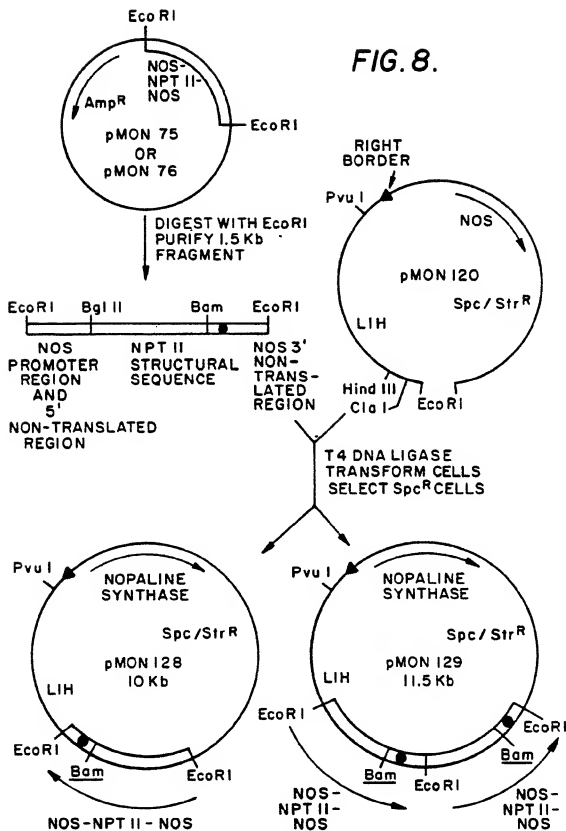 FIG. 8.
EcoRI
NOS-
NPT II-
NOS
AmpR
EcoRI
pMON 75
OR
pMON 76
DIGEST WITH EcoRI
PURIFY 1.5 Kb
FRAGMENT
RIGHT
BORDER
Pvu I
NOS
pMON 120
Spc/StrR
LIH
Hind III
Cla I
EcoRI
EcoRI
Bgl II
Bam
EcoRI
NOS
PROMOTER
REGION
AND
5'
NON-TRANSLATED
REGION
NPT II
STRUCTURAL
SEQUENCE
NOS 3'
NON-
TRANS-
LATED
REGION
T4 DNA LIGASE
TRANSFORM CELLS
SELECT SpcR CELLS
Pvu I
NOPALINE
SYNTHASE
Spc/StrR
pMON 128
10 Kb
LIH
EcoRI
Bam
EcoRI
NOS-NPT II-NOS
Pvu I
NOPALINE
SYNTHASE
Spc/StrR
pMON 129
11.5 Kb
LIH
EcoRI
EcoRI
Bam
Bam
EcoRI
NOS-
NPT II-
NOS
NOS-
NPT II-
NOS